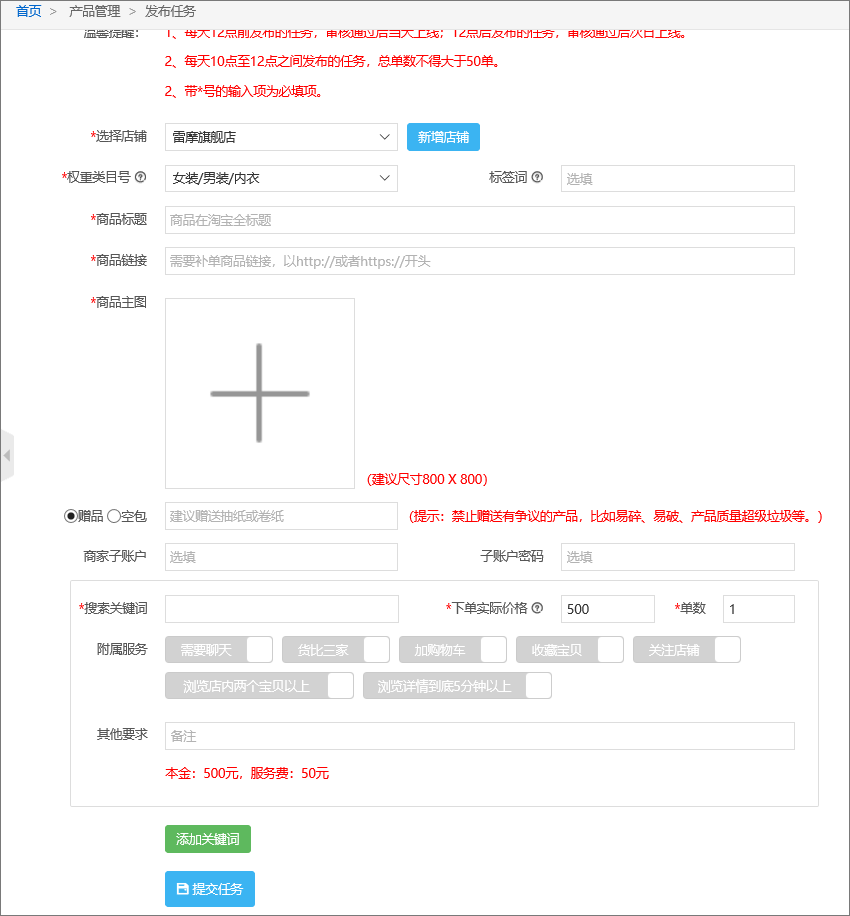 首页 > 产品管理 > 发布任务
温馨提醒： 1、每天12点前发布的任务，审核通过后当天上线；12点后发布的任务，审核通过后次日上线。
2、每天10点至12点之间发布的任务，总单数不得大于50单。
2、带*号的输入项为必填项。
*选择店铺 雷摩旗舰店 新增店铺
*权重类目号 女装/男装/内衣 标签词 选填
*商品标题 商品在淘宝全标题
*商品链接 需要补单商品链接，以http://或者https://开头
*商品主图
(建议尺寸800 X 800)
赠品 空包 建议赠送抽纸或卷纸 (提示：禁止赠送有争议的产品，比如易碎、易破、产品质量超级垃圾等。)
商家子账户 选填 子账户密码 选填
*搜索关键词 *下单实际价格 500 *单数 1
附属服务 需要聊天 货比三家 加购物车 收藏宝贝 关注店铺
浏览店内两个宝贝以上 浏览详情到底5分钟以上
其他要求 备注
本金：500元，服务费：50元
添加关键词
提交任务